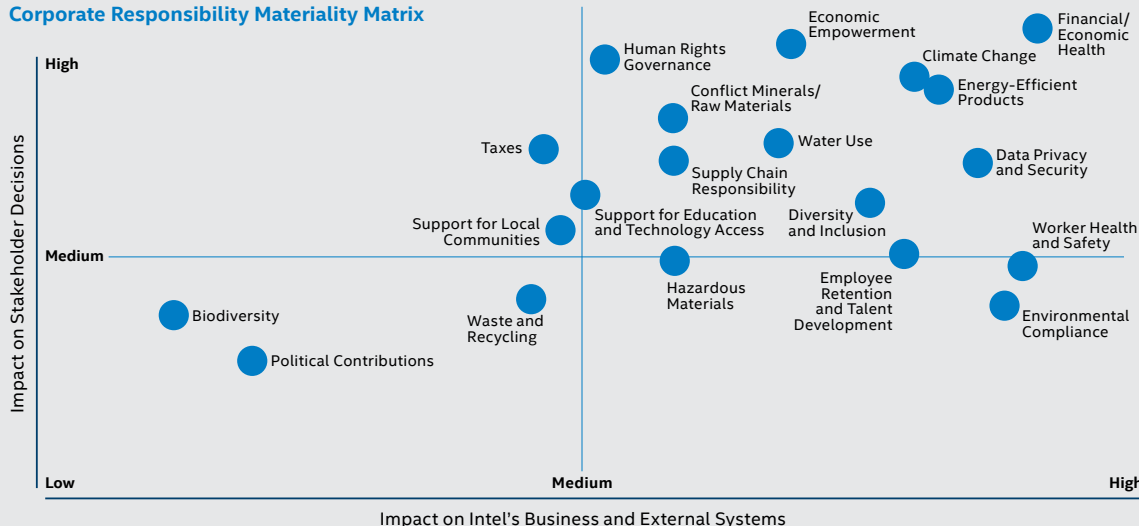 Corporate Responsibility Materiality Matrix
High
Impact on Stakeholder Decisions
Economic
Empowerment
Financial/
Economic
Health
Human Rights
Governance
Climate Change
Energy-Efficient
Products
Conflict Minerals/
Raw Materials
Taxes
Water Use
Data Privacy
and Security
Supply Chain
Responsibility
Support for Local
Communities
Support for Education
and Technology Access
Diversity
and Inclusion
Worker Health
and Safety
Medium
Hazardous
Materials
Employee
Retention
and Talent
Development
Biodiversity
Waste and
Recycling
Environmental
Compliance
Political Contributions
Low
Medium
High
Impact on Intel's Business and External Systems